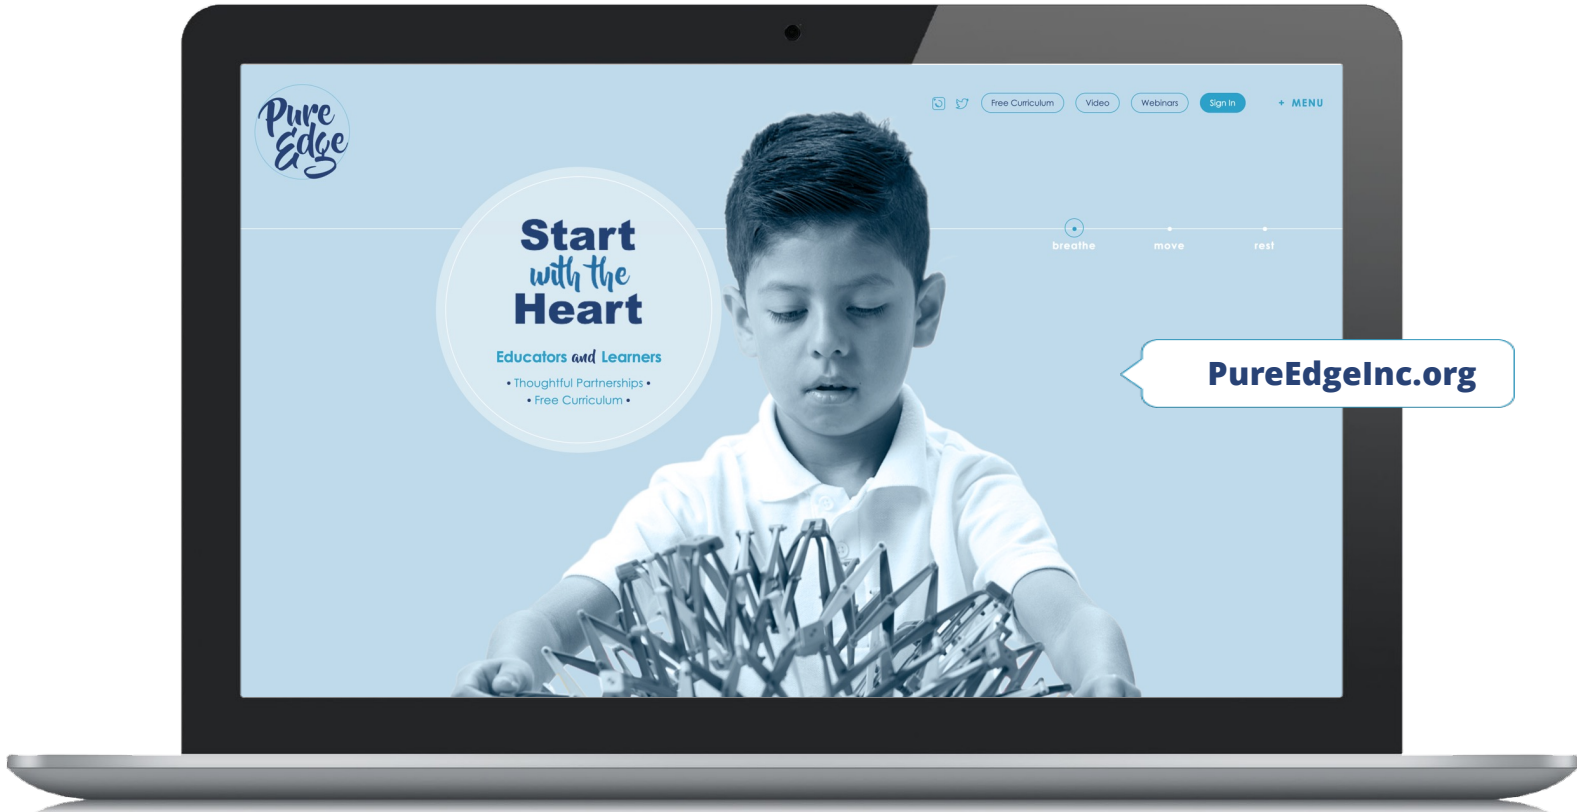 Pure
Edge
Free Curriculum
Video
Webinars
Sign In
+ MENU
Start
with the
Heart
Educators and Learners
• Thoughtful Partnerships •
• Free Curriculum •
breathe
move
rest
PureEdgeInc.org